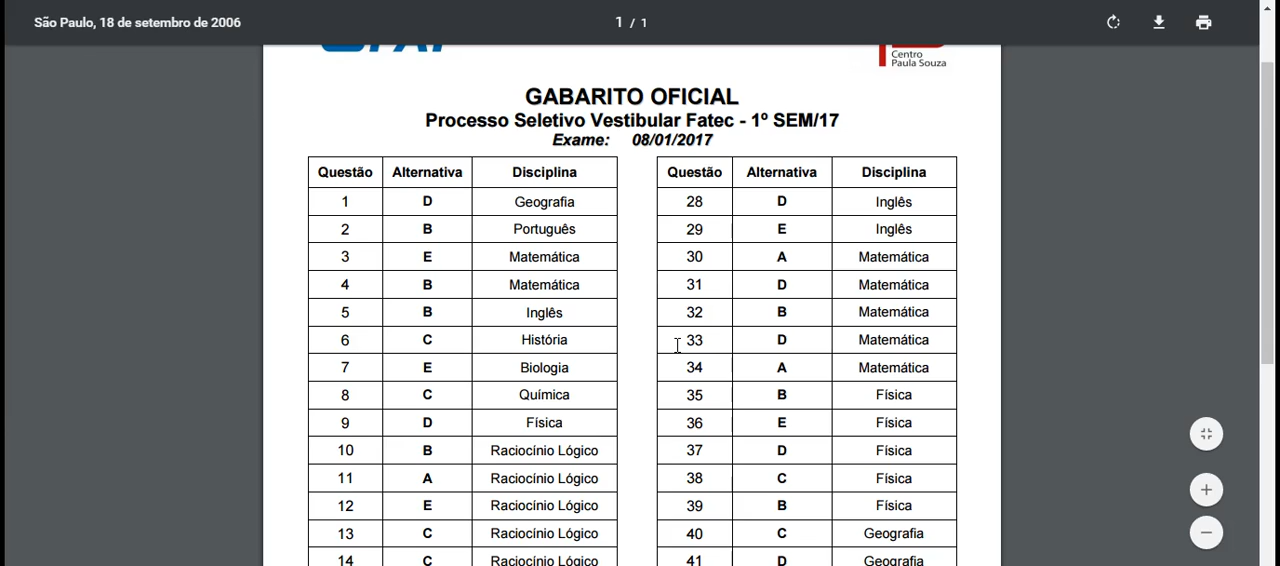 São Paulo, 18 de setembro de 2006
1 / 1
Centro
Paula Souza
GABARITO OFICIAL
Processo Seletivo Vestibular Fatec - 1º SEM/17
Exame: 08/01/2017
Questão Alternativa Disciplina
1 D Geografia
2 B Português
3 E Matemática
4 B Matemática
5 B Inglês
6 C História
7 E Biologia
8 C Química
9 D Física
10 B Raciocínio Lógico
11 A Raciocínio Lógico
12 E Raciocínio Lógico
13 C Raciocínio Lógico
14 C Raciocínio Lógico
Questão Alternativa Disciplina
28 D Inglês
29 E Inglês
30 A Matemática
31 D Matemática
32 B Matemática
33 D Matemática
34 A Matemática
35 B Física
36 E Física
37 D Física
38 C Física
39 B Física
40 C Geografia
41 D Geografia